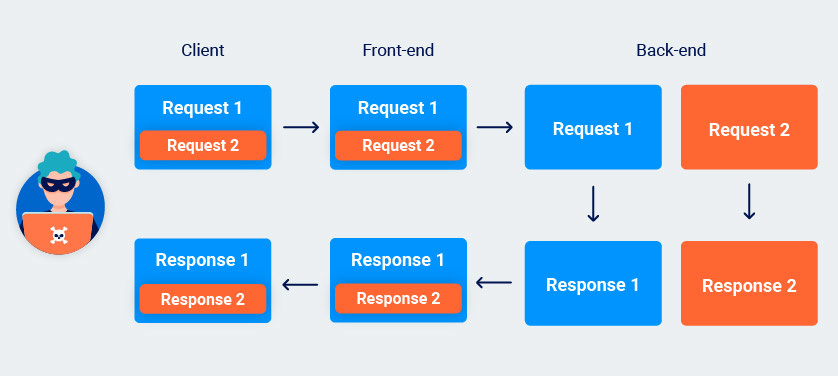 Client
Front-end
Back-end
Request 1
Request 2
Request 1
Request 2
Request 1
Request 2
Response 1
Response 2
Response 1
Response 2
Response 1
Response 2